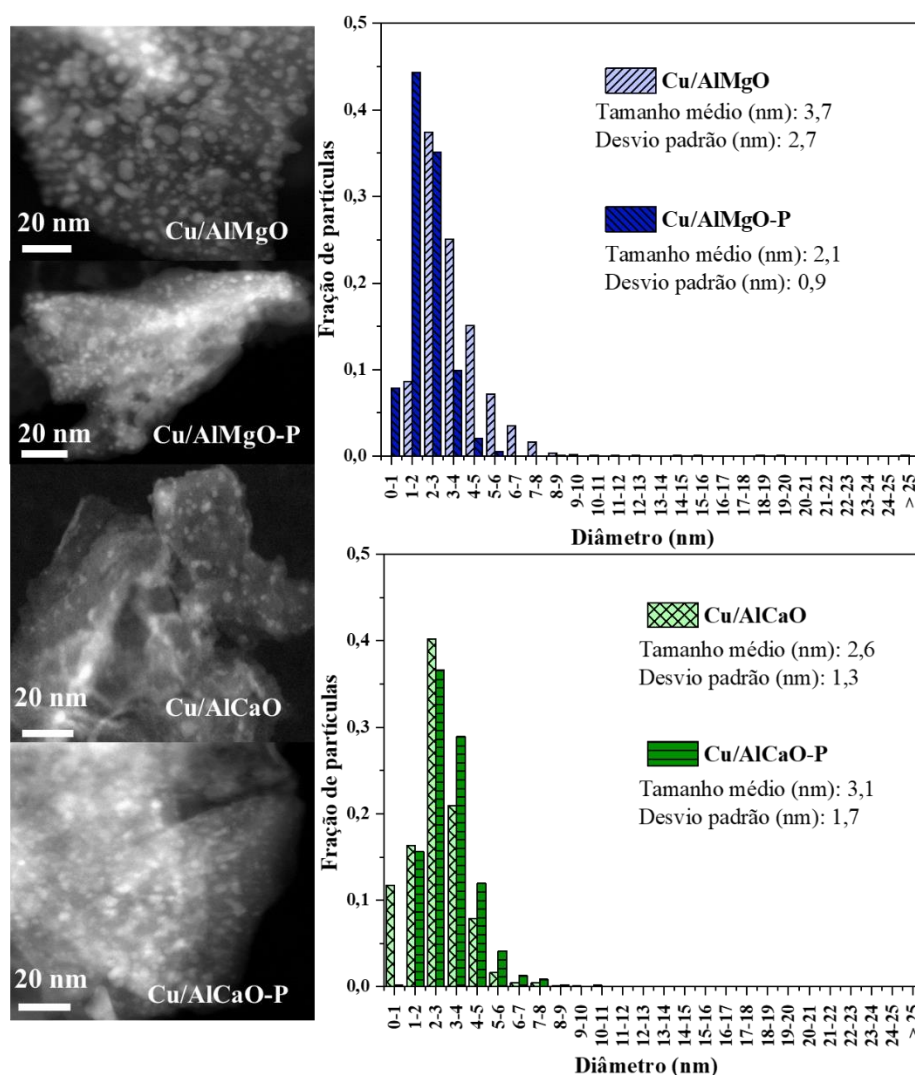 20 nm
Cu/AlMgO
20 nm
Cu/AlMgO-P
20 nm
Cu/AlCaO
20 nm
Cu/AlCaO-P
Fração de partículas
0,5
0,4
0,3
0,2
0,1
0,0
Cu/AlMgO
Tamanho médio (nm): 3,7
Desvio padrão (nm): 2,7
Cu/AlMgO-P
Tamanho médio (nm): 2,1
Desvio padrão (nm): 0,9
0-1
1-2
2-3
3-4
4-5
5-6
6-7
7-8
8-9
9-10
10-11
11-12
12-13
13-14
14-15
15-16
16-17
17-18
18-19
19-20
20-21
21-22
22-23
23-24
24-25
> 25
Diâmetro (nm)
Fração de partículas
0,5
0,4
0,3
0,2
0,1
0,0
Cu/AlCaO
Tamanho médio (nm): 2,6
Desvio padrão (nm): 1,3
Cu/AlCaO-P
Tamanho médio (nm): 3,1
Desvio padrão (nm): 1,7
0-1
1-2
2-3
3-4
4-5
5-6
6-7
7-8
8-9
9-10
10-11
11-12
12-13
13-14
14-15
15-16
16-17
17-18
18-19
19-20
20-21
21-22
22-23
23-24
24-25
> 25
Diâmetro (nm)